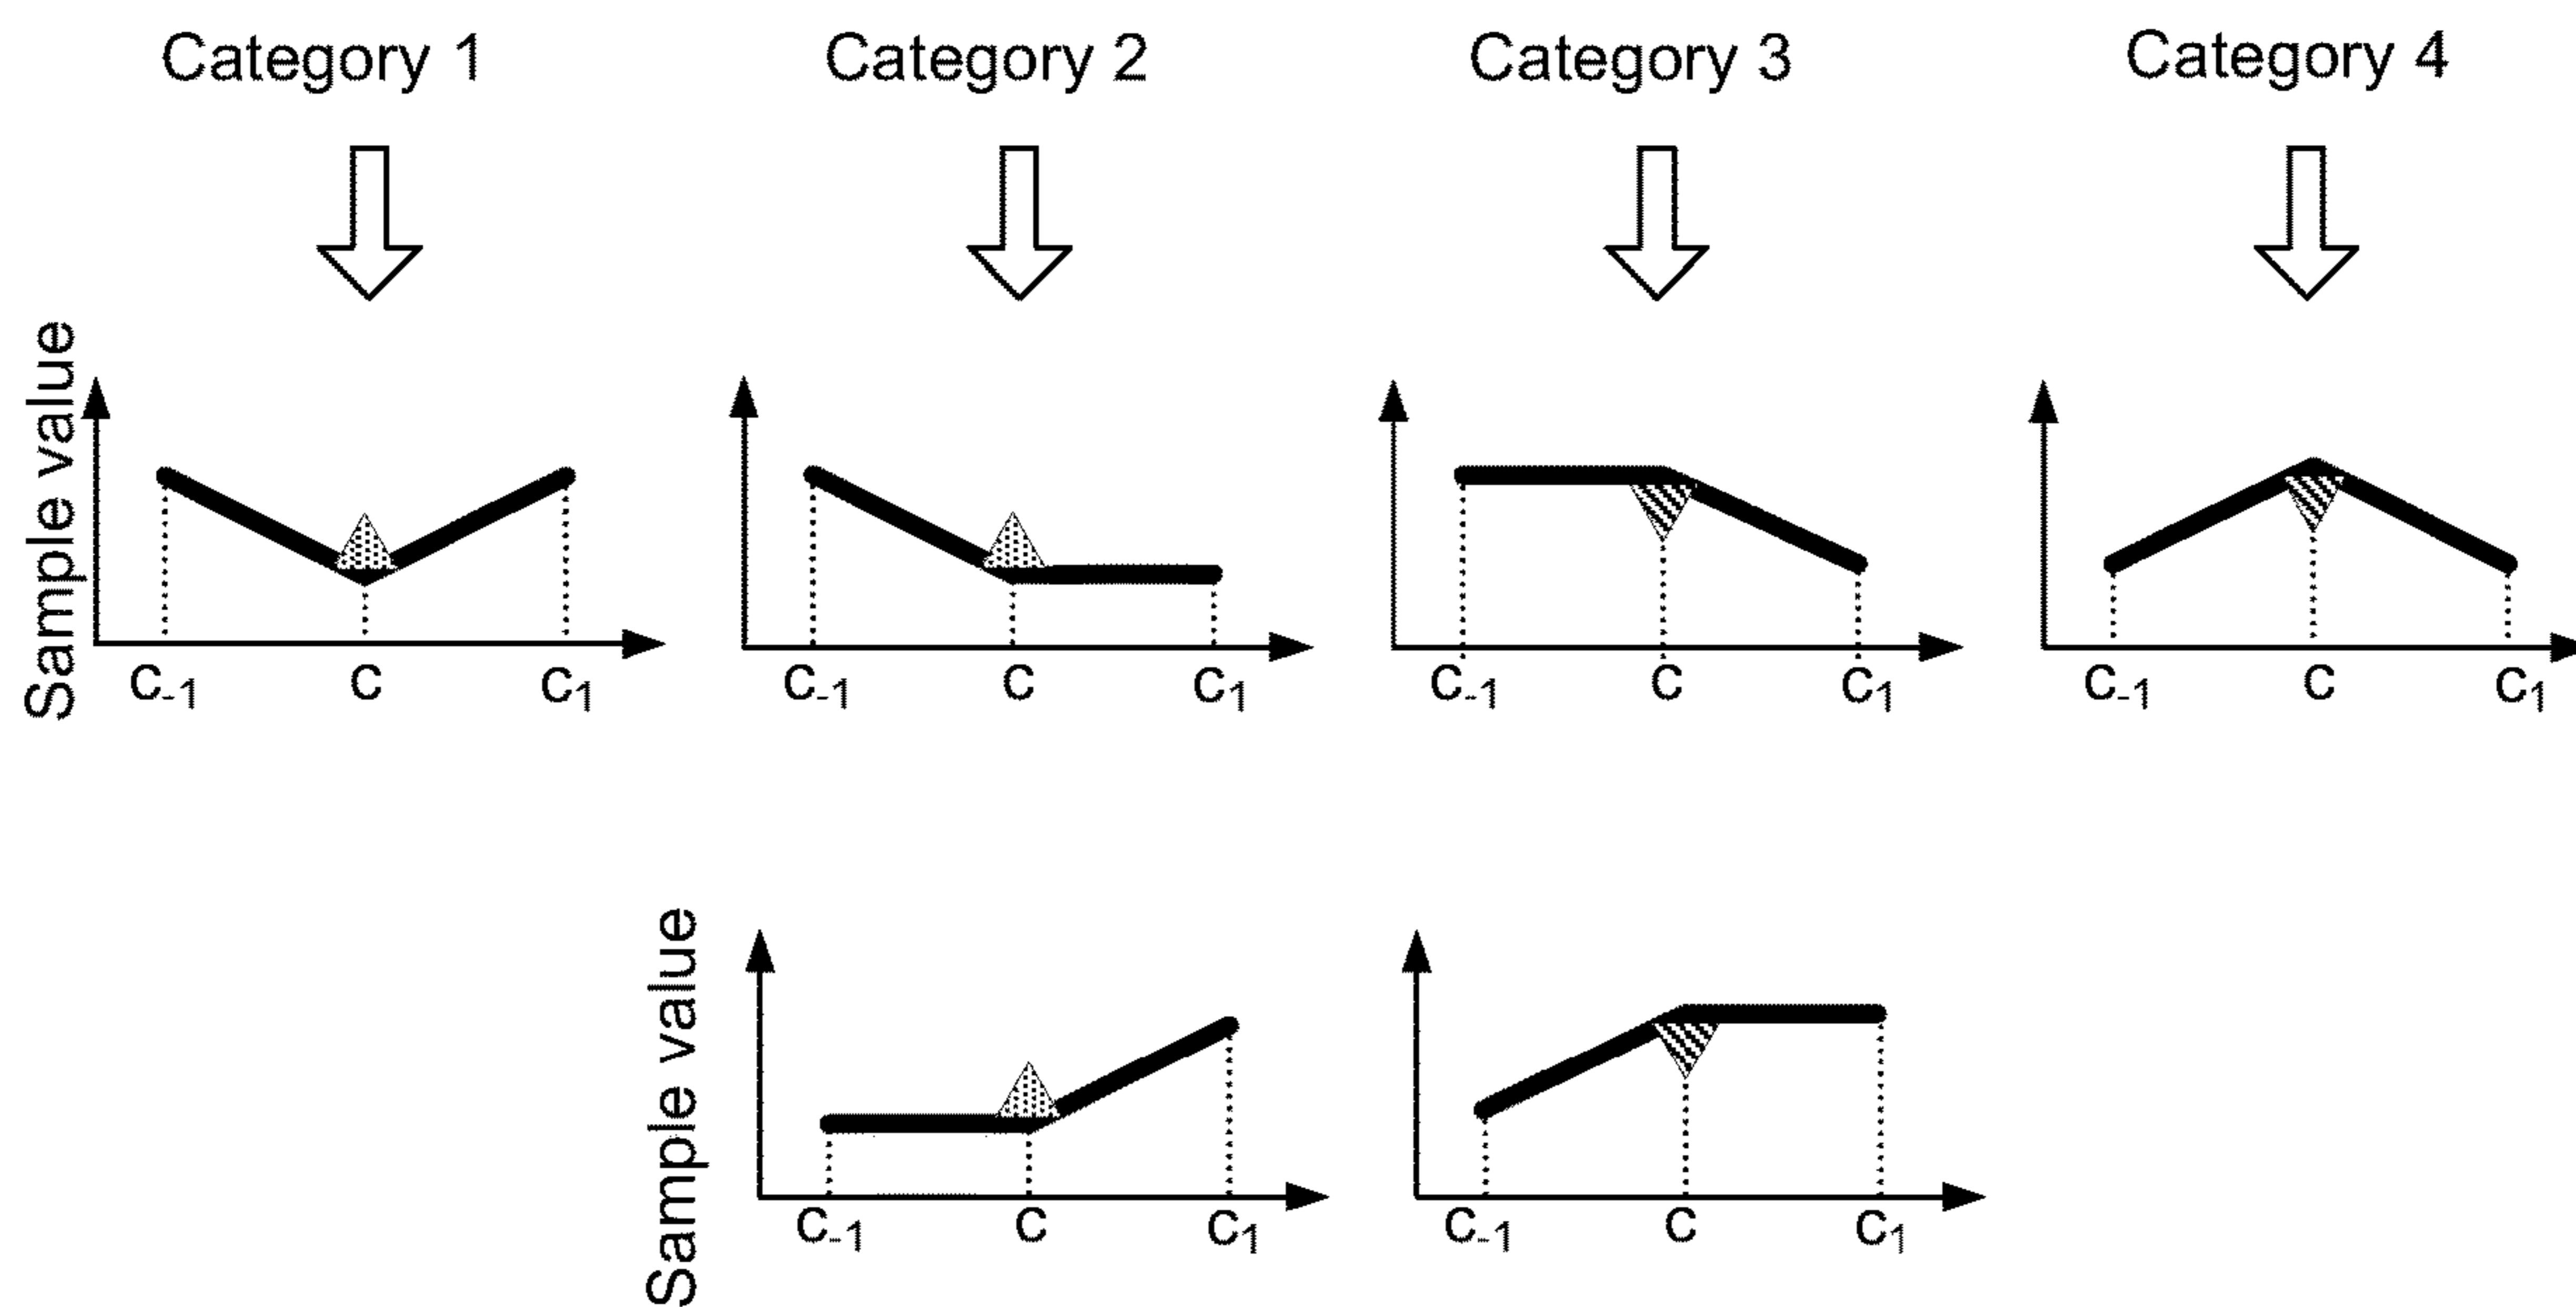 Category 1 Category 2 Category 3 Category 4
Sample value
C-1 C C1 C-1 C C1 C-1 C C1 C-1 C C1
Sample value
C-1 C C1 C-1 C C1